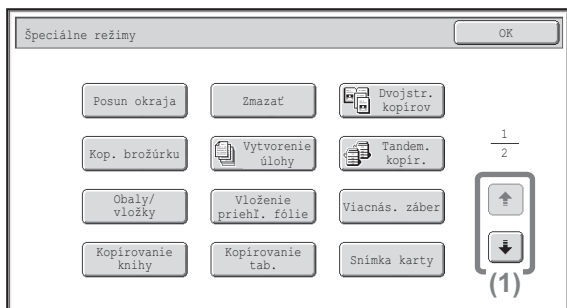 Špeciálne režimy
OK
Posun okraja
Zmazať
Dvojstr.
kopírov
Kop. brožúrku
Vytvorenie
úlohy
Tandem.
kopír.
1
2
Obaly/
vložky
Vloženie
priehľ. fólie
Viacnás. záber
Kopírovanie
knihy
Kopírovanie
tab.
Snímka karty
(1)